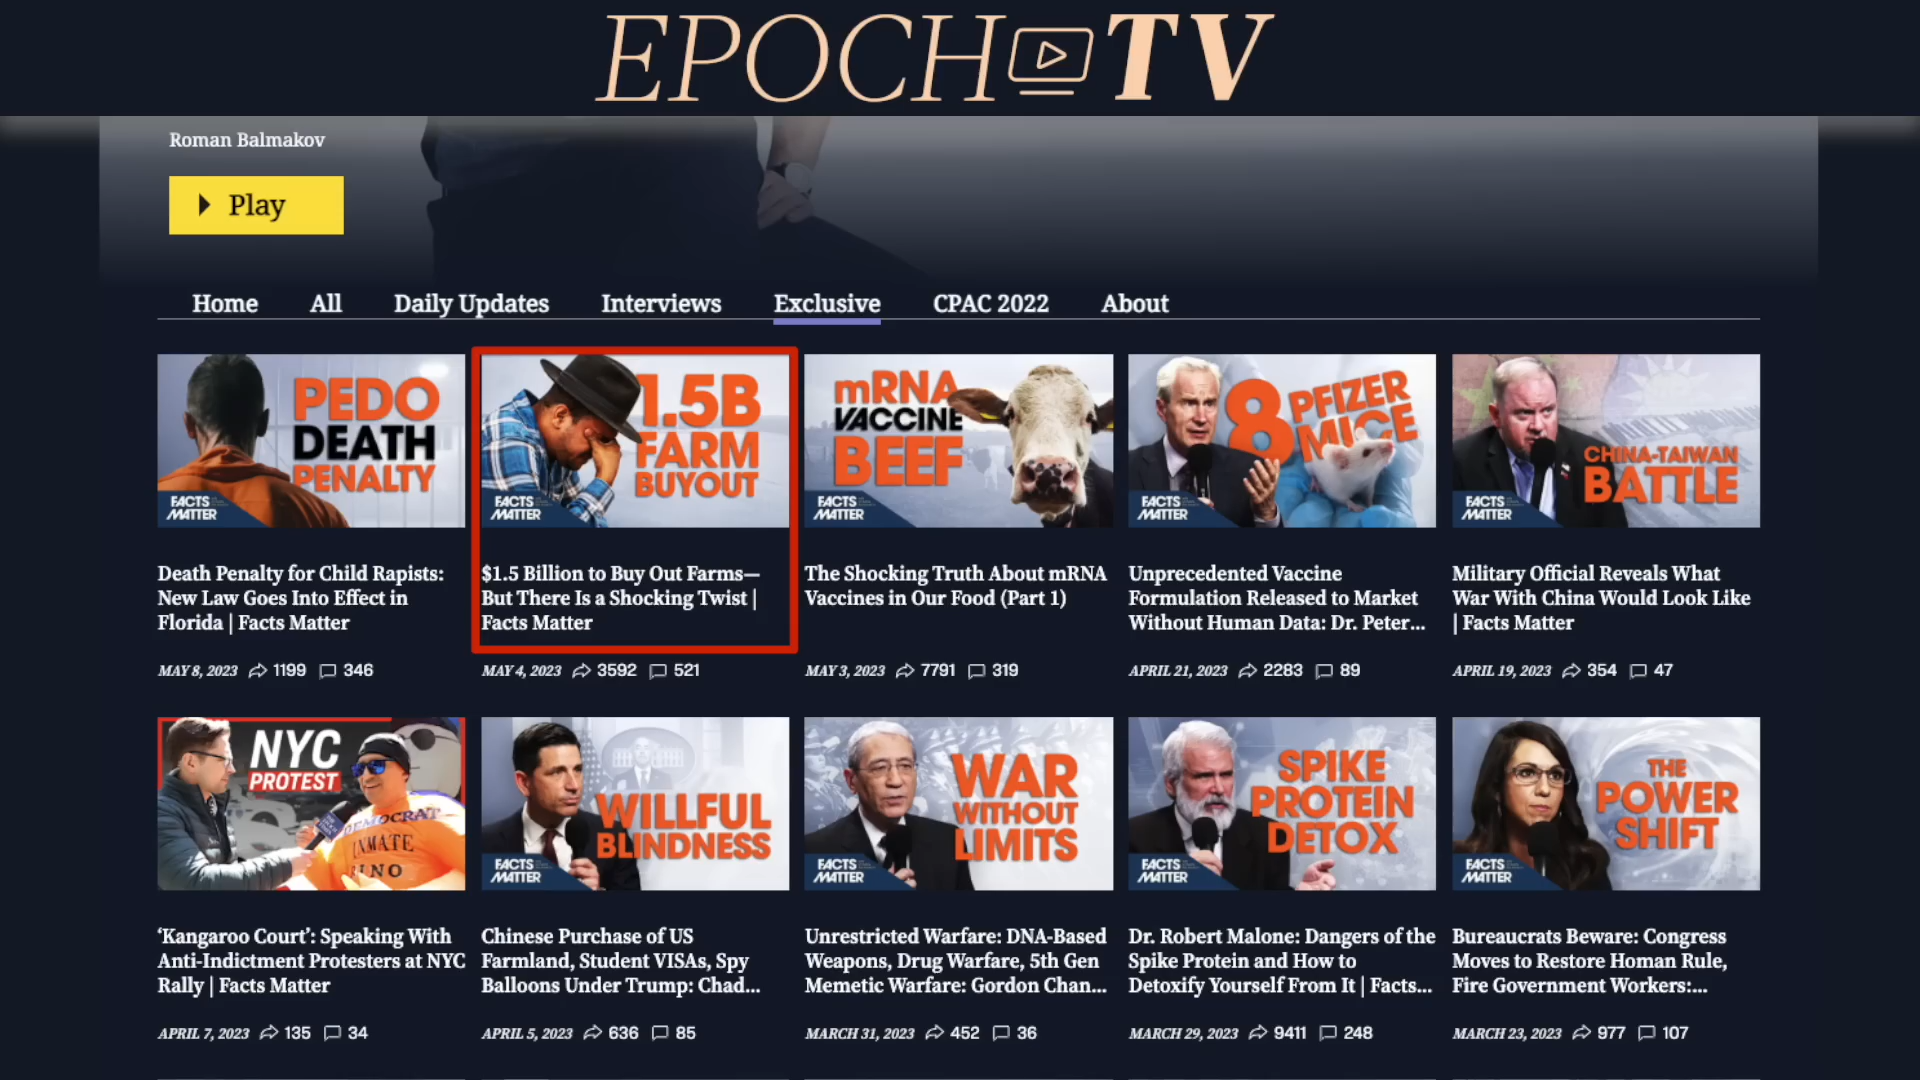 EPOCH TV
Roman Balmakov
Play
Home
All
Daily Updates
Interviews
Exclusive
CPAC 2022
About
PEDO
DEATH
PENALTY
FACTS
MATTER
1.5B
FARM
BUYOUT
FACTS
MATTER
mRNA
VACCINE
BEEF
FACTS
MATTER
8 PFIZER
MICE
FACTS
MATTER
CHINA-TAIWAN
BATTLE
FACTS
MATTER
Death Penalty for Child Rapists:
New Law Goes Into Effect in
Florida | Facts Matter
MAY 8, 2023 1199 346
$1.5 Billion to Buy Out Farms—
But There Is a Shocking Twist |
Facts Matter
MAY 4, 2023 3592 521
The Shocking Truth About mRNA
Vaccines in Our Food (Part 1)
MAY 3, 2023 7791 319
Unprecedented Vaccine
Formulation Released to Market
Without Human Data: Dr. Peter...
APRIL 21, 2023 2283 89
Military Official Reveals What
War With China Would Look Like
| Facts Matter
APRIL 19, 2023 354 47
NYC
PROTEST
DEMOCRAT
INMATE
RINO
WILLFUL
BLINDNESS
FACTS
MATTER
WAR
WITHOUT
LIMITS
FACTS
MATTER
SPIKE
PROTEIN
DETOX
FACTS
MATTER
THE
POWER
SHIFT
FACTS
MATTER
‘Kangaroo Court’: Speaking With
Anti-Indictment Protesters at NYC
Rally | Facts Matter
APRIL 7, 2023 135 34
Chinese Purchase of US
Farmland, Student VISAs, Spy
Balloons Under Trump: Chad...
APRIL 5, 2023 636 85
Unrestricted Warfare: DNA-Based
Weapons, Drug Warfare, 5th Gen
Memetic Warfare: Gordon Chan...
MARCH 31, 2023 452 36
Dr. Robert Malone: Dangers of the
Spike Protein and How to
Detoxify Yourself From It | Facts...
MARCH 29, 2023 9411 248
Bureaucrats Beware: Congress
Moves to Restore Human Rule,
Fire Government Workers:...
MARCH 23, 2023 977 107